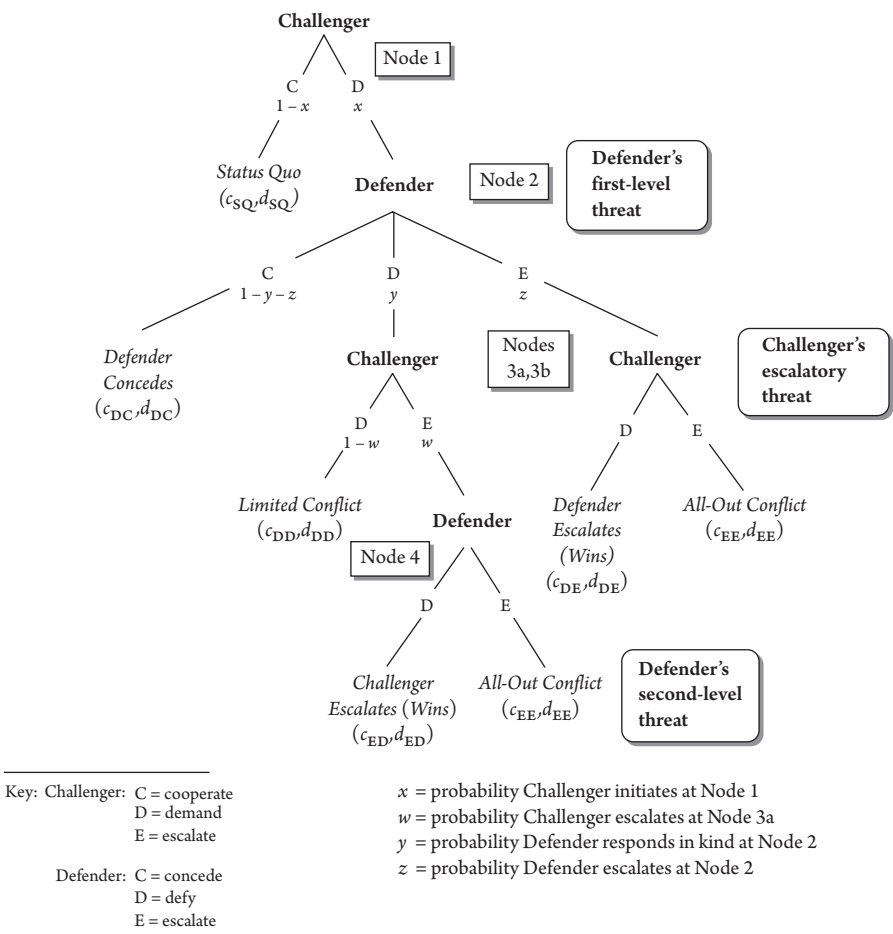 Challenger
Node 1
C D
1 – x x
Status Quo
(cSQ,dSQ)
Defender
Node 2
Defender’s
first-level
threat
C D E
1 – y – z y z
Defender
Concedes
(cDC,dDC)
Challenger
Nodes
3a,3b
Challenger
Challenger’s
escalatory
threat
D E
1 – w w
D E
Limited Conflict
(cDD,dDD)
Defender
Defender
Escalates
(Wins)
(cDE,dDE)
All-Out Conflict
(cEE,dEE)
Node 4
D E
Challenger
Escalates (Wins)
(cED,dED)
All-Out Conflict
(cEE,dEE)
Defender’s
second-level
threat
Key: Challenger: C = cooperate
D = demand
E = escalate
Defender: C = concede
D = defy
E = escalate
x = probability Challenger initiates at Node 1
w = probability Challenger escalates at Node 3a
y = probability Defender responds in kind at Node 2
z = probability Defender escalates at Node 2